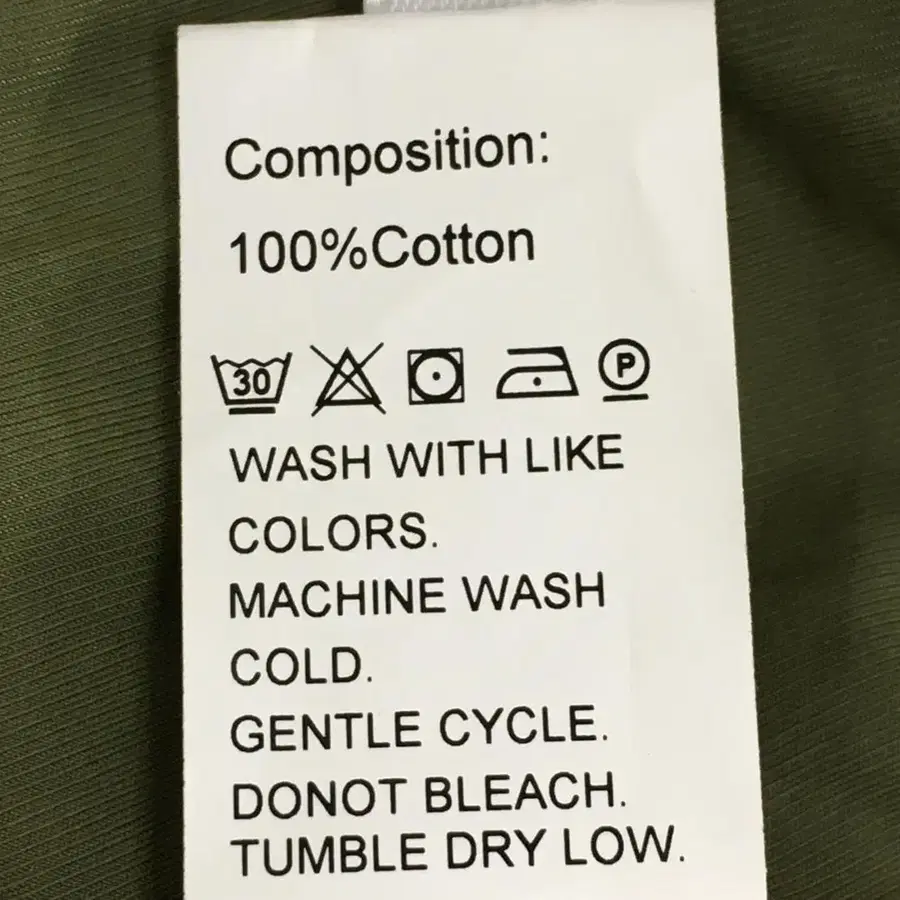 Composition:
100%Cotton
30 P
WASH WITH LIKE
COLORS.
MACHINE WASH
COLD.
GENTLE CYCLE.
DONOT BLEACH.
TUMBLE DRY LOW.